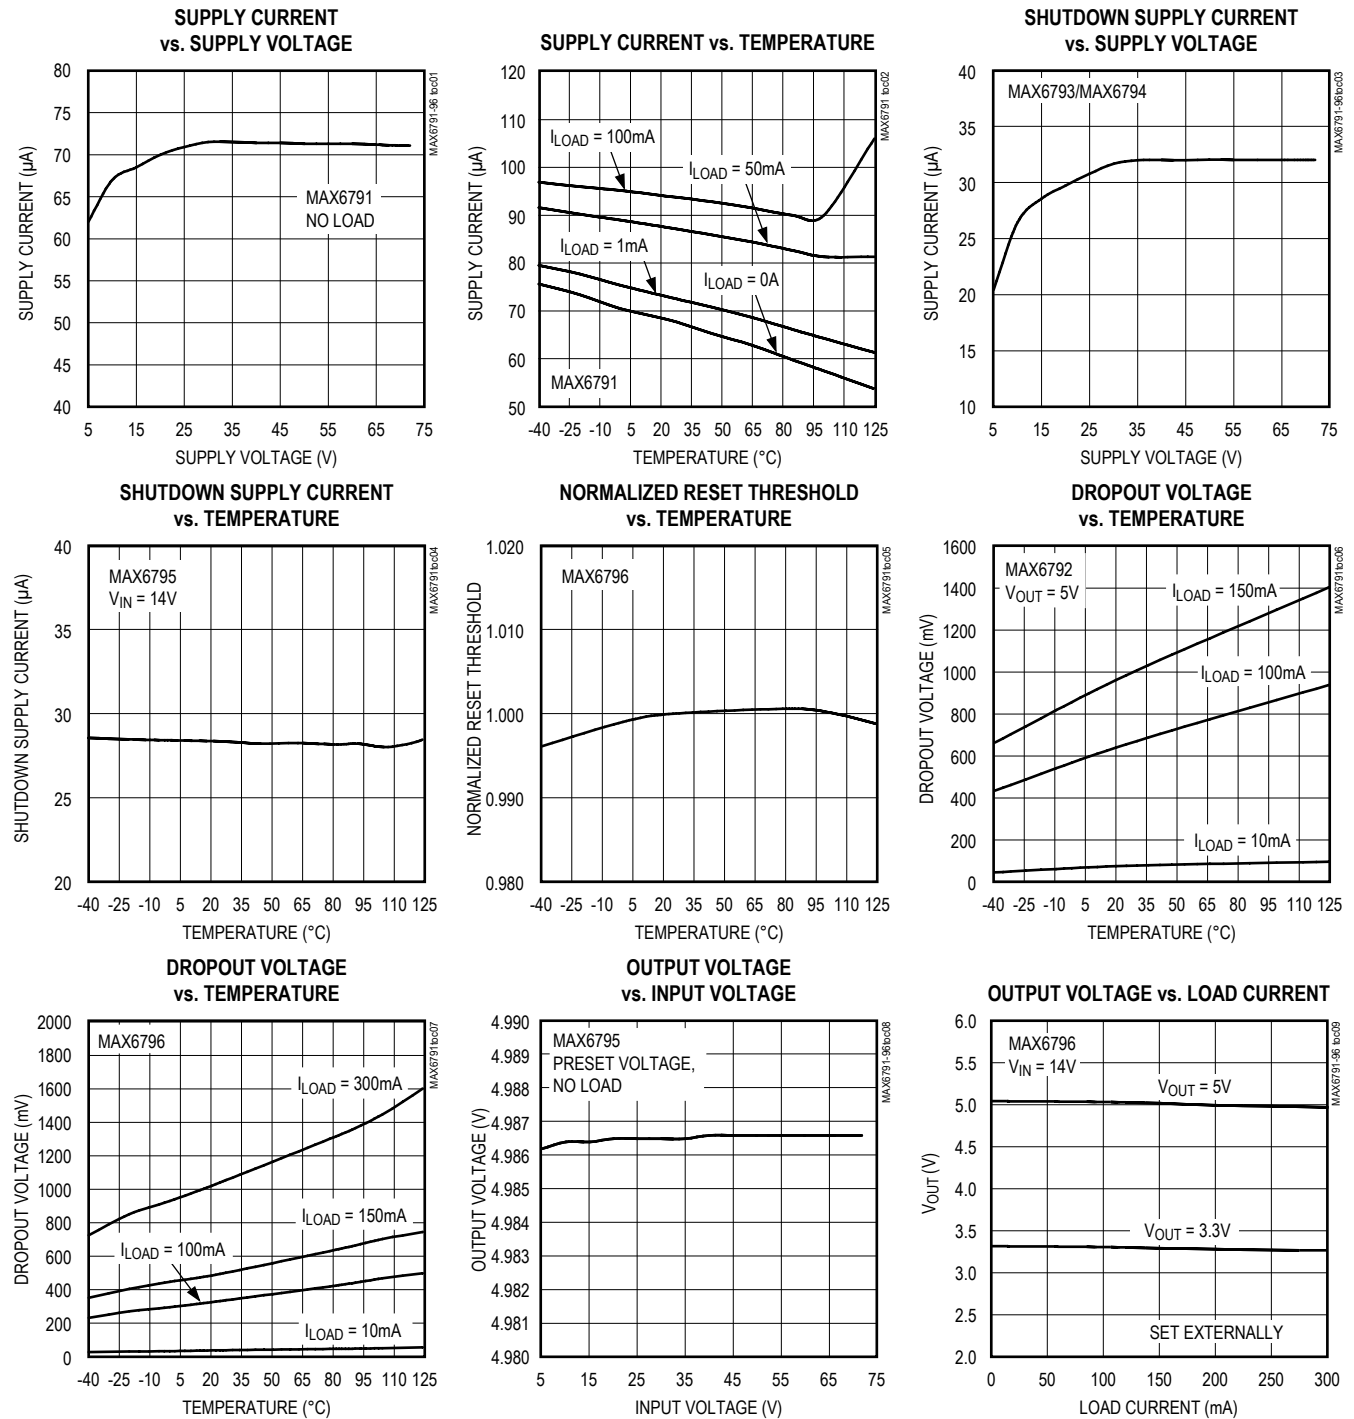 SUPPLY CURRENT
vs. SUPPLY VOLTAGE
80
75
70
65
60
55
50
45
40
SUPPLY CURRENT (µA)
MAX6791
NO LOAD
MAX6791-96 toc01
5 15 25 35 45 55 65 75
SUPPLY VOLTAGE (V)
SUPPLY CURRENT vs. TEMPERATURE
120
110
100
90
80
70
60
50
SUPPLY CURRENT (µA)
ILOAD = 100mA
ILOAD = 50mA
ILOAD = 1mA
ILOAD = 0A
MAX6791
MAX6791 toc02
-40 -25 -10 5 20 35 50 65 80 95 110 125
TEMPERATURE (°C)
SHUTDOWN SUPPLY CURRENT
vs. SUPPLY VOLTAGE
40
35
30
25
20
15
10
SUPPLY CURRENT (µA)
MAX6793/MAX6794
MAX6791-96 toc03
5 15 25 35 45 55 65 75
SUPPLY VOLTAGE (V)
SHUTDOWN SUPPLY CURRENT
vs. TEMPERATURE
40
35
30
25
20
SHUTDOWN SUPPLY CURRENT (µA)
MAX6795
VIN = 14V
MAX6791toc04
-40 -25 -10 5 20 35 50 65 80 95 110 125
TEMPERATURE (°C)
NORMALIZED RESET THRESHOLD
vs. TEMPERATURE
1.020
1.010
1.000
0.990
0.980
NORMALIZED RESET THRESHOLD
MAX6796
MAX6791toc05
-40 -25 -10 5 20 35 50 65 80 95 110 125
TEMPERATURE (°C)
DROPOUT VOLTAGE
vs. TEMPERATURE
1600
1400
1200
1000
800
600
400
200
0
DROPOUT VOLTAGE (mV)
MAX6792
VOUT = 5V
ILOAD = 150mA
ILOAD = 100mA
ILOAD = 10mA
MAX6791toc06
-40 -25 -10 5 20 35 50 65 80 95 110 125
TEMPERATURE (°C)
DROPOUT VOLTAGE
vs. TEMPERATURE
2000
1800
1600
1400
1200
1000
800
600
400
200
0
DROPOUT VOLTAGE (mV)
MAX6796
ILOAD = 300mA
ILOAD = 150mA
ILOAD = 100mA
ILOAD = 10mA
MAX6791toc07
-40 -25 -10 5 20 35 50 65 80 95 110 125
TEMPERATURE (°C)
OUTPUT VOLTAGE
vs. INPUT VOLTAGE
4.990
4.989
4.988
4.987
4.986
4.985
4.984
4.983
4.982
4.981
4.980
OUTPUT VOLTAGE (V)
MAX6795
PRESET VOLTAGE,
NO LOAD
MAX6791-96 toc08
5 15 25 35 45 55 65 75
INPUT VOLTAGE (V)
OUTPUT VOLTAGE vs. LOAD CURRENT
6.0
5.5
5.0
4.5
4.0
3.5
3.0
2.5
2.0
VOUT (V)
MAX6796
VIN = 14V
VOUT = 5V
VOUT = 3.3V
SET EXTERNALLY
MAX6791-96 toc09
0 50 100 150 200 250 300
LOAD CURRENT (mA)